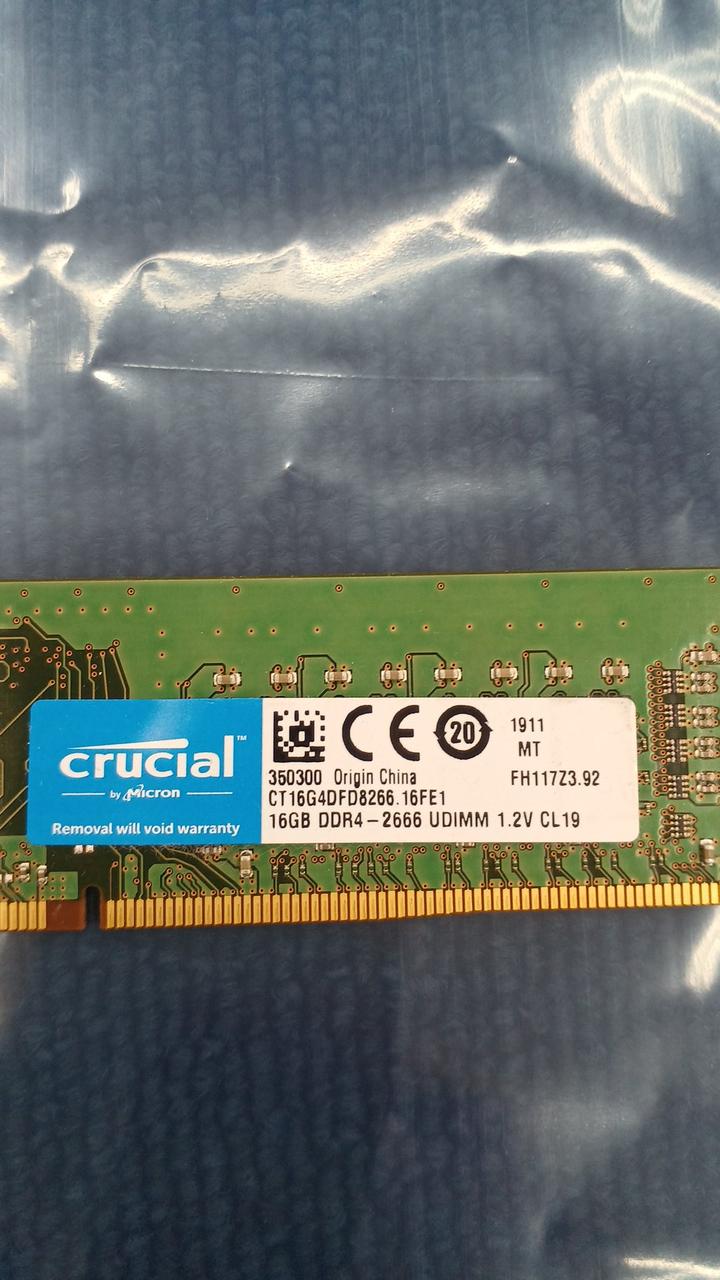 crucial™
by Micron
Removal will void warranty
CE 20 1911
MT
350300 Origin China FH117Z3.92
CT16G4DFD8266.16FE1
16GB DDR4-2666 UDIMM 1.2V CL19